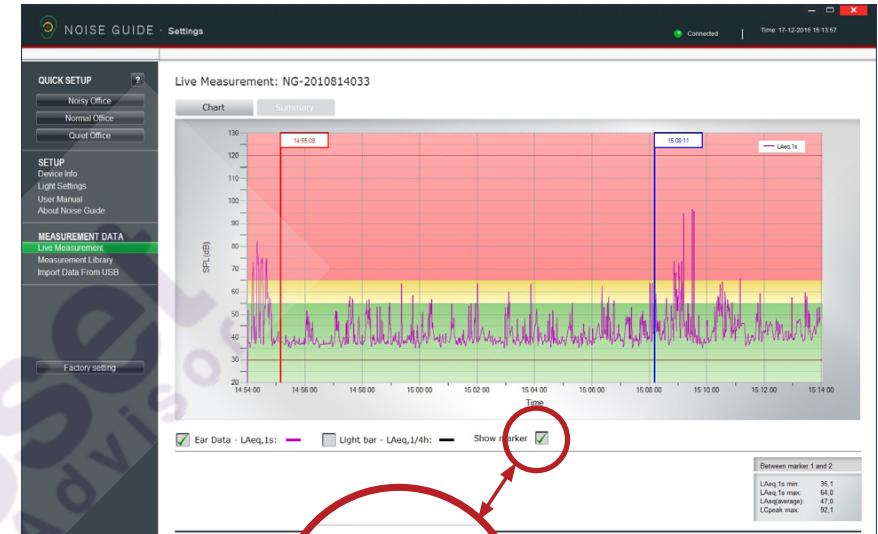 NOISE GUIDE · Settings
Connected
Time: 17-12-2015 15:13:57
QUICK SETUP ?
Noisy Office
Normal Office
Quiet Office
SETUP
Device Info
Light Settings
User Manual
About Noise Guide
MEASUREMENT DATA
Live Measurement
Measurement Library
Import Data From USB
Factory setting
Live Measurement: NG-2010814033
Chart
Summary
14:55:09
15:08:11
LAeq,1s
SPL(dB)
130
120
110
100
90
80
70
60
50
40
30
20
14:54:00 14:56:00 14:58:00 15:00:00 15:02:00 15:04:00 15:06:00 15:08:00 15:10:00 15:12:00 15:14:00
Time
Ear Data - LAeq,1s:
Light bar - LAeq,1/4h:
Show marker
Between marker 1 and 2
LAeq,1s min: 35,1
LAeq,1s max: 64,0
LAeq(average): 47,0
LCpeak max: 92,1
set
Advisor